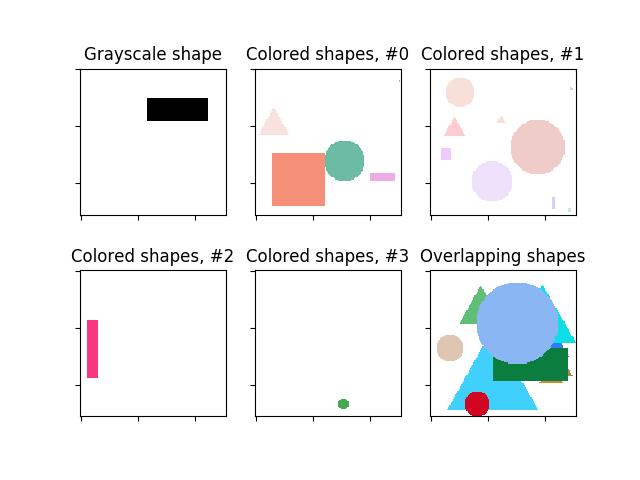 Grayscale shape
Colored shapes, #0
Colored shapes, #1
Colored shapes, #2
Colored shapes, #3
Overlapping shapes